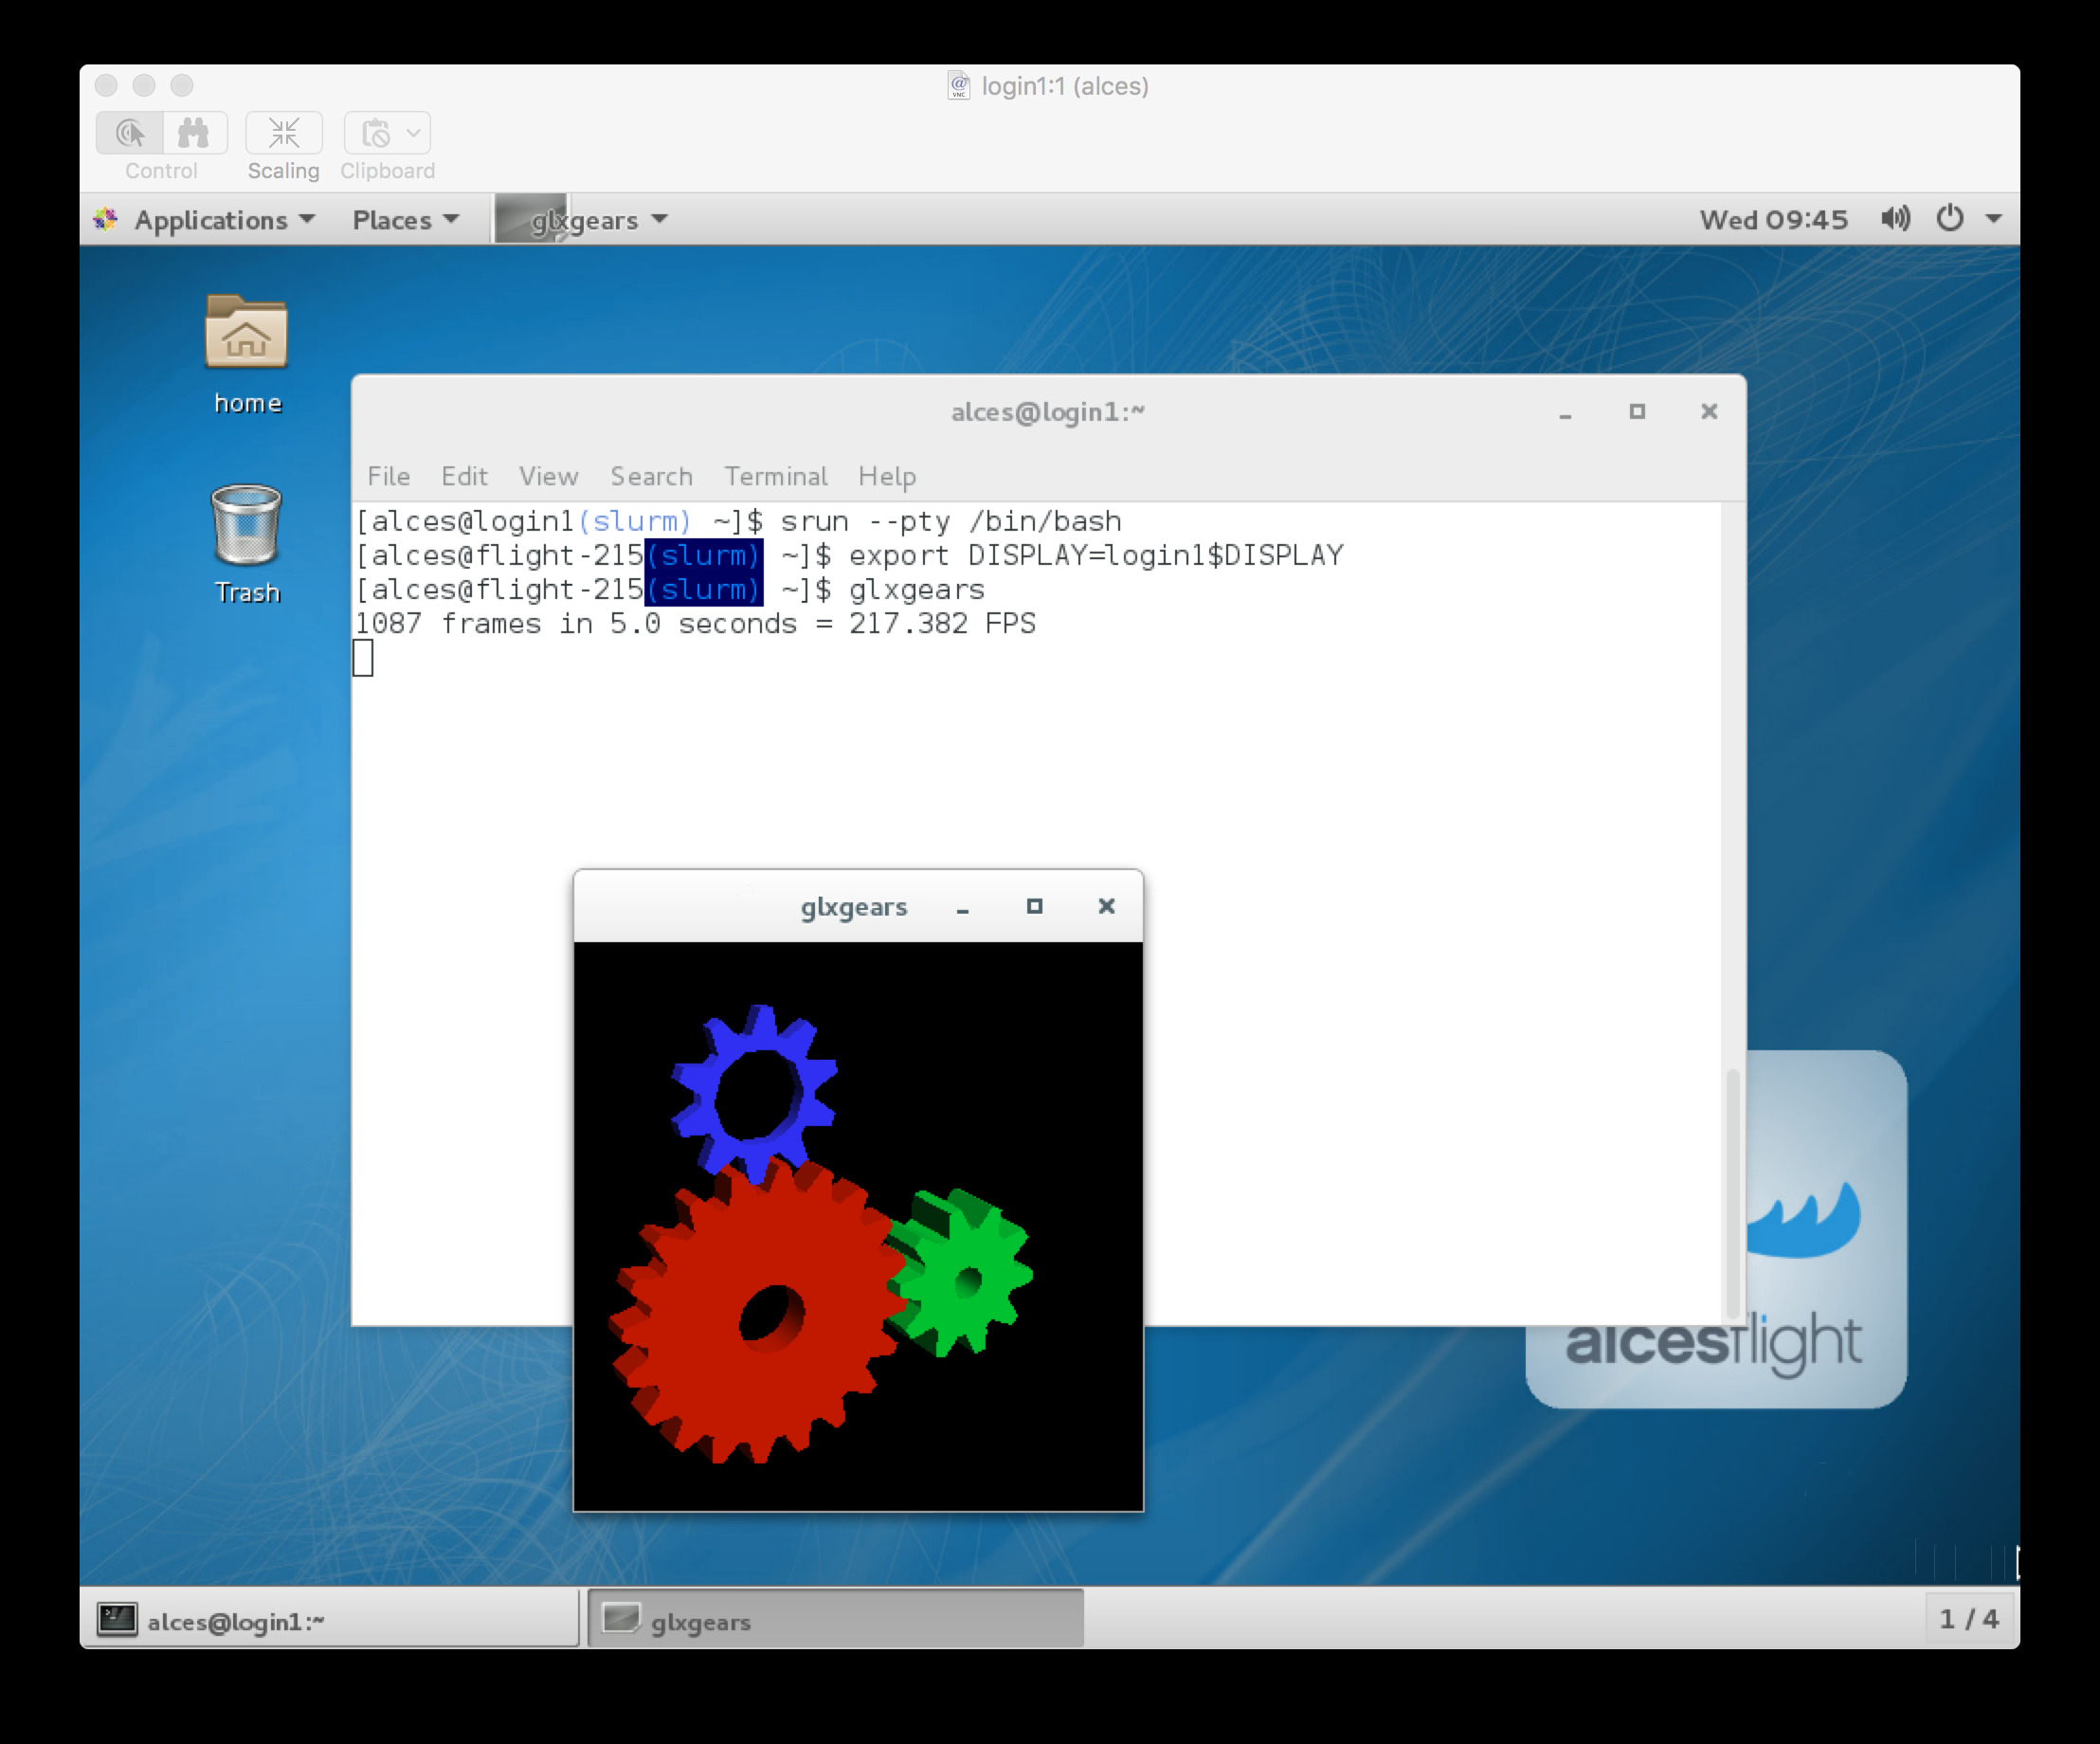 login1:1 (alces)
Control
Scaling
Clipboard
Applications
Places
glxgears
Wed 09:45
home
Trash
alces@login1:~
File Edit View Search Terminal Help
[alces@login1(slurm) ~]$ srun --pty /bin/bash
[alces@flight-215(slurm) ~]$ export DISPLAY=login1$DISPLAY
[alces@flight-215(slurm) ~]$ glxgears
1087 frames in 5.0 seconds = 217.382 FPS
glxgears
alcesflight
alces@login1:~
glxgears
1 / 4